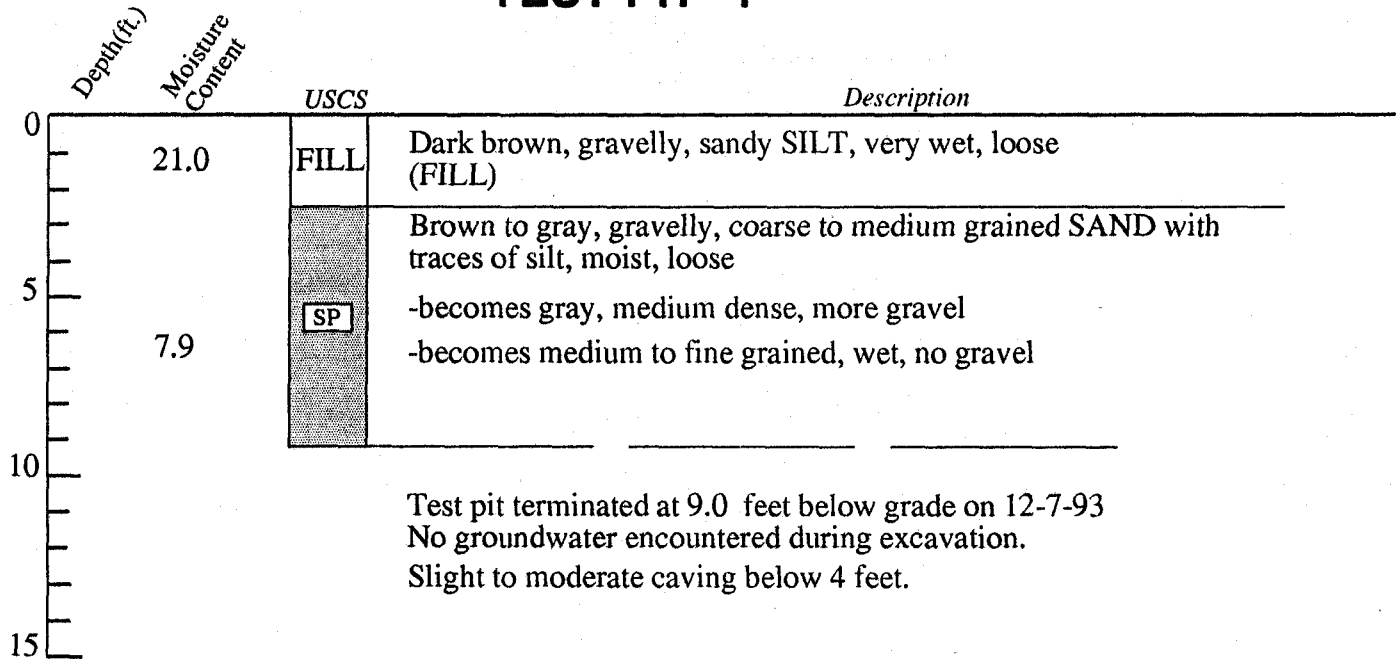 Depth(ft.)
Moisture
Content
USCS
Description
0
21.0
FILL
Dark brown, gravelly, sandy SILT, very wet, loose
(FILL)
Brown to gray, gravelly, coarse to medium grained SAND with
traces of silt, moist, loose
5
SP
-becomes gray, medium dense, more gravel
7.9
-becomes medium to fine grained, wet, no gravel
10
Test pit terminated at 9.0 feet below grade on 12-7-93
No groundwater encountered during excavation.
Slight to moderate caving below 4 feet.
15